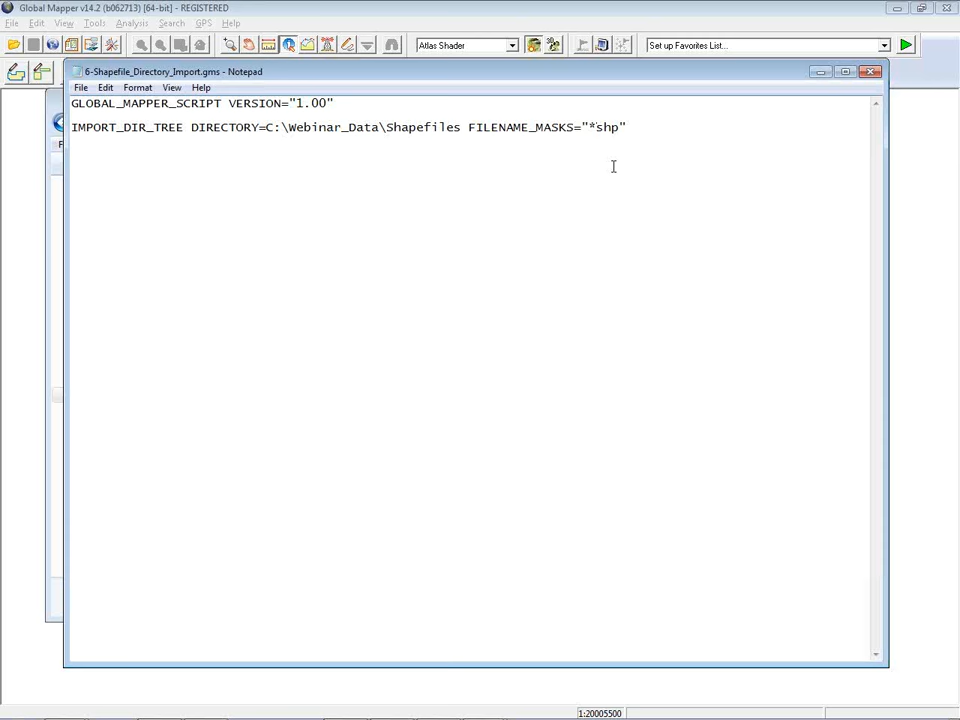 Global Mapper v14.2 (b062713) [64-bit] - REGISTERED
File Edit View Tools Analysis Search GPS Help
Atlas Shader Set up Favorites List...
6-Shapefile_Directory_Import.gms - Notepad
File Edit Format View Help
GLOBAL_MAPPER_SCRIPT VERSION="1.00"
IMPORT_DIR_TREE DIRECTORY=C:\Webinar_Data\Shapefiles FILENAME_MASKS="*shp"
1:20005500